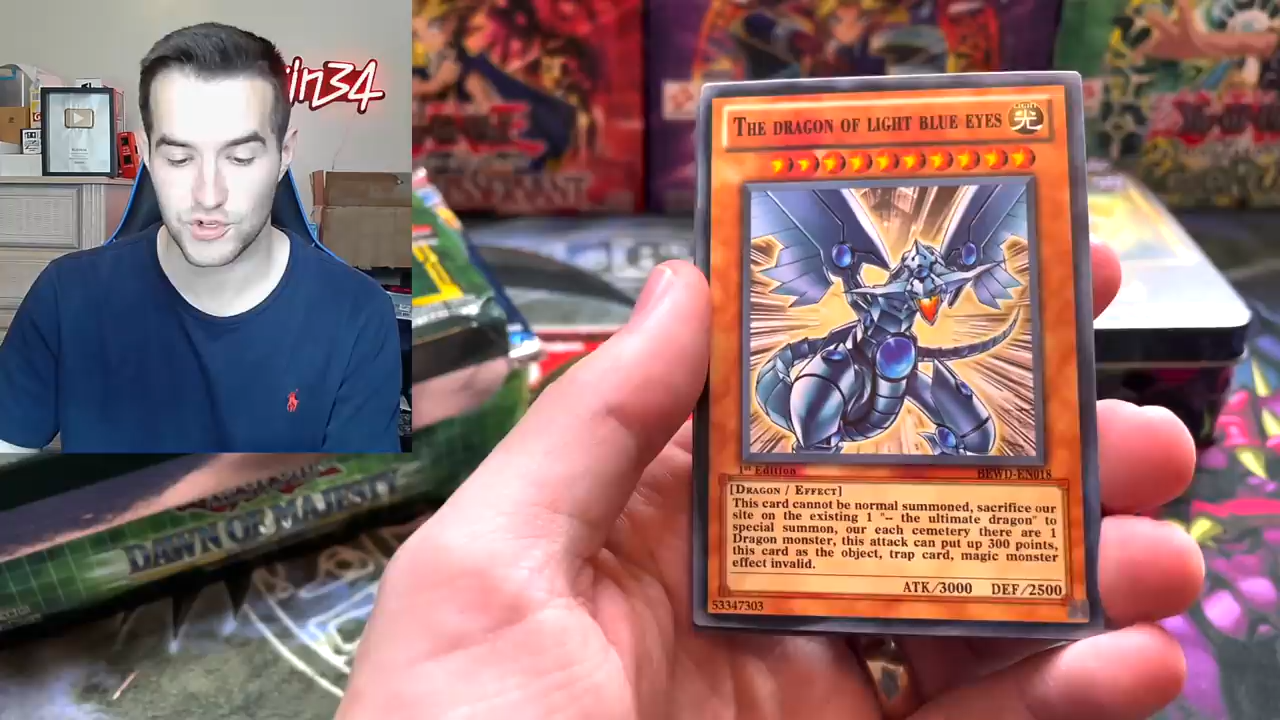 in34
THE DRAGON OF LIGHT BLUE EYES
光
1st Edition
BEWD-EN018
[DRAGON / EFFECT]
This card cannot be normal summoned, sacrifice our
site on the existing 1 "-- the ultimate dragon" to
special summon, our each cemetery there are 1
Dragon monster, this attack can put up 300 points,
this card as the object, trap card, magic monster
effect invalid.
ATK/3000 DEF/2500
53347303
DAWN OF MAJESTY